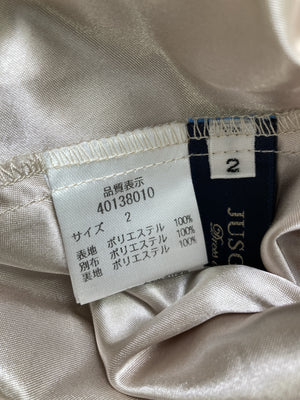 品質表示
40138010
サイズ 2
表地 ポリエステル 100%
別布 ポリエステル 100%
裏地 ポリエステル 100%
2